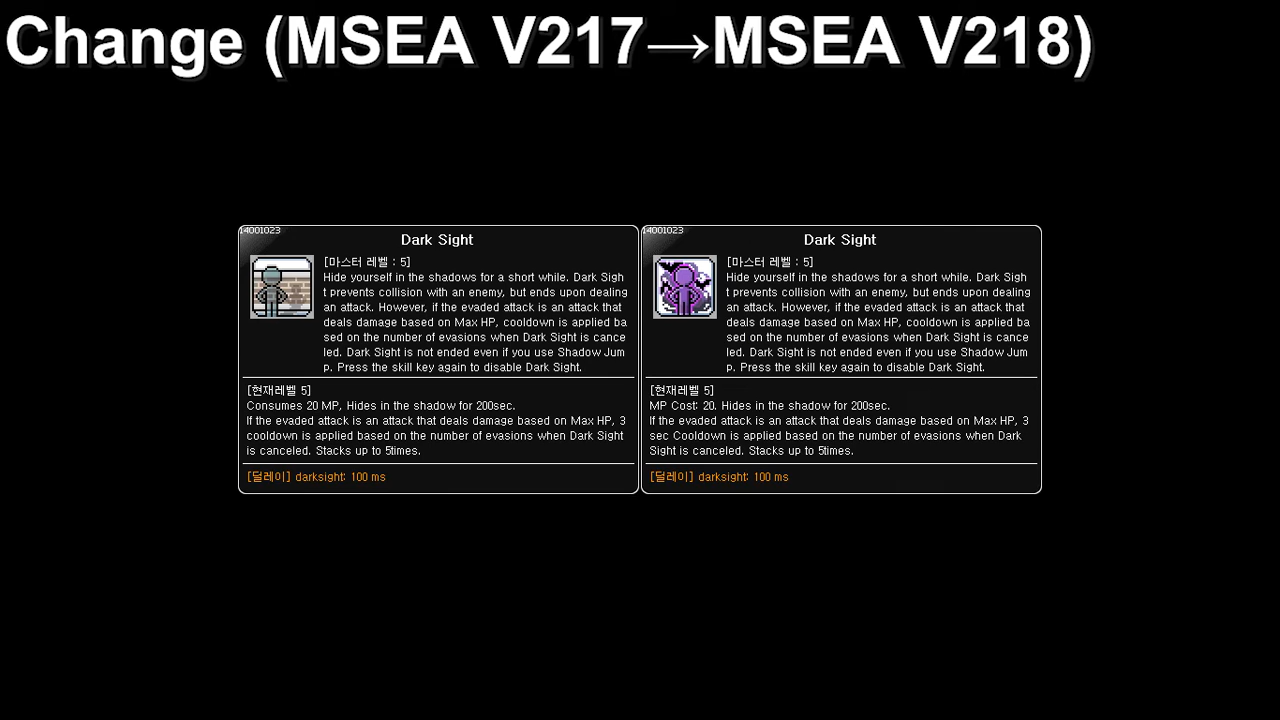 Change (MSEA V217→MSEA V218)
14001023
Dark Sight
[마스터 레벨 : 5]
Hide yourself in the shadows for a short while. Dark Sigh
t prevents collision with an enemy, but ends upon dealing
an attack. However, if the evaded attack is an attack that
deals damage based on Max HP, cooldown is applied ba
sed on the number of evasions when Dark Sight is cance
led. Dark Sight is not ended even if you use Shadow Jum
p. Press the skill key again to disable Dark Sight.
[현재레벨 5]
Consumes 20 MP, Hides in the shadow for 200sec.
If the evaded attack is an attack that deals damage based on Max HP, 3
cooldown is applied based on the number of evasions when Dark Sight
is canceled. Stacks up to 5times.
[딜레이] darksight: 100 ms
14001023
Dark Sight
[마스터 레벨 : 5]
Hide yourself in the shadows for a short while. Dark Sigh
t prevents collision with an enemy, but ends upon dealing
an attack. However, if the evaded attack is an attack that
deals damage based on Max HP, cooldown is applied ba
sed on the number of evasions when Dark Sight is cance
led. Dark Sight is not ended even if you use Shadow Jum
p. Press the skill key again to disable Dark Sight.
[현재레벨 5]
MP Cost: 20. Hides in the shadow for 200sec.
If the evaded attack is an attack that deals damage based on Max HP, 3
sec Cooldown is applied based on the number of evasions when Dark
Sight is canceled. Stacks up to 5times.
[딜레이] darksight: 100 ms